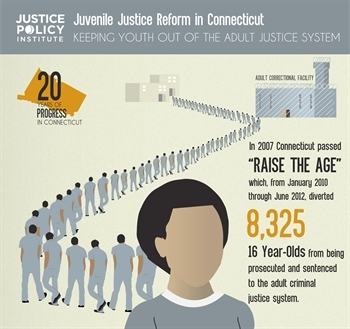 JUSTICE
POLICY
INSTITUTE
Juvenile Justice Reform in Connecticut
KEEPING YOUTH OUT OF THE ADULT JUSTICE SYSTEM
20
YEARS OF
PROGRESS
IN CONNECTICUT
ADULT CORRECTIONAL FACILITY
In 2007 Connecticut passed
“RAISE THE AGE”
which, from January 2010
through June 2012, diverted
8,325
16 Year-Olds from being
prosecuted and sentenced
to the adult criminal
justice system.